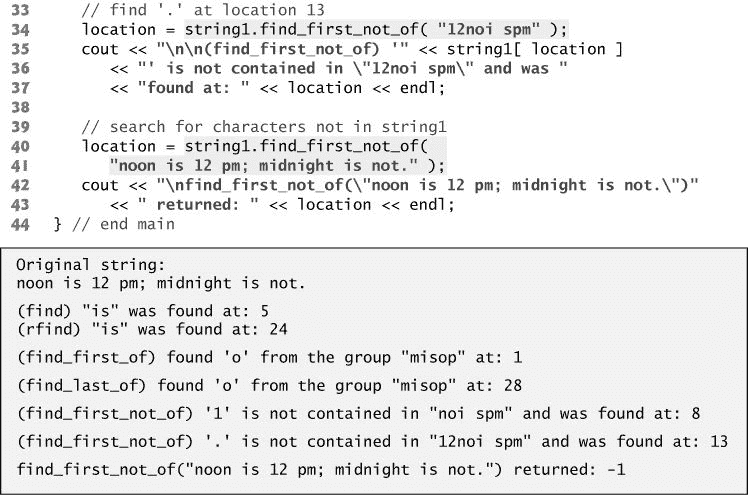 33 // find '.' at location 13
34 location = string1.find_first_not_of( "12noi spm" );
35 cout << "\n\n(find_first_not_of) '" << string1[ location ]
36 << "' is not contained in \"12noi spm\" and was "
37 << "found at: " << location << endl;
38
39 // search for characters not in string1
40 location = string1.find_first_not_of(
41 "noon is 12 pm; midnight is not." );
42 cout << "\nfind_first_not_of(\"noon is 12 pm; midnight is not.\")"
43 << " returned: " << location << endl;
44 } // end main
Original string:
noon is 12 pm; midnight is not.
(find) "is" was found at: 5
(rfind) "is" was found at: 24
(find_first_of) found 'o' from the group "misop" at: 1
(find_last_of) found 'o' from the group "misop" at: 28
(find_first_not_of) '1' is not contained in "noi spm" and was found at: 8
(find_first_not_of) '.' is not contained in "12noi spm" and was found at: 13
find_first_not_of("noon is 12 pm; midnight is not.") returned: -1